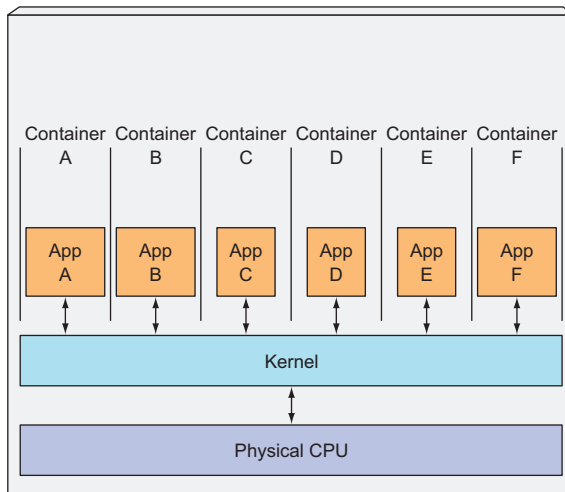 Container Container Container Container Container Container
A B C D E F
App App App App App App
A B C D E F
Kernel
Physical CPU